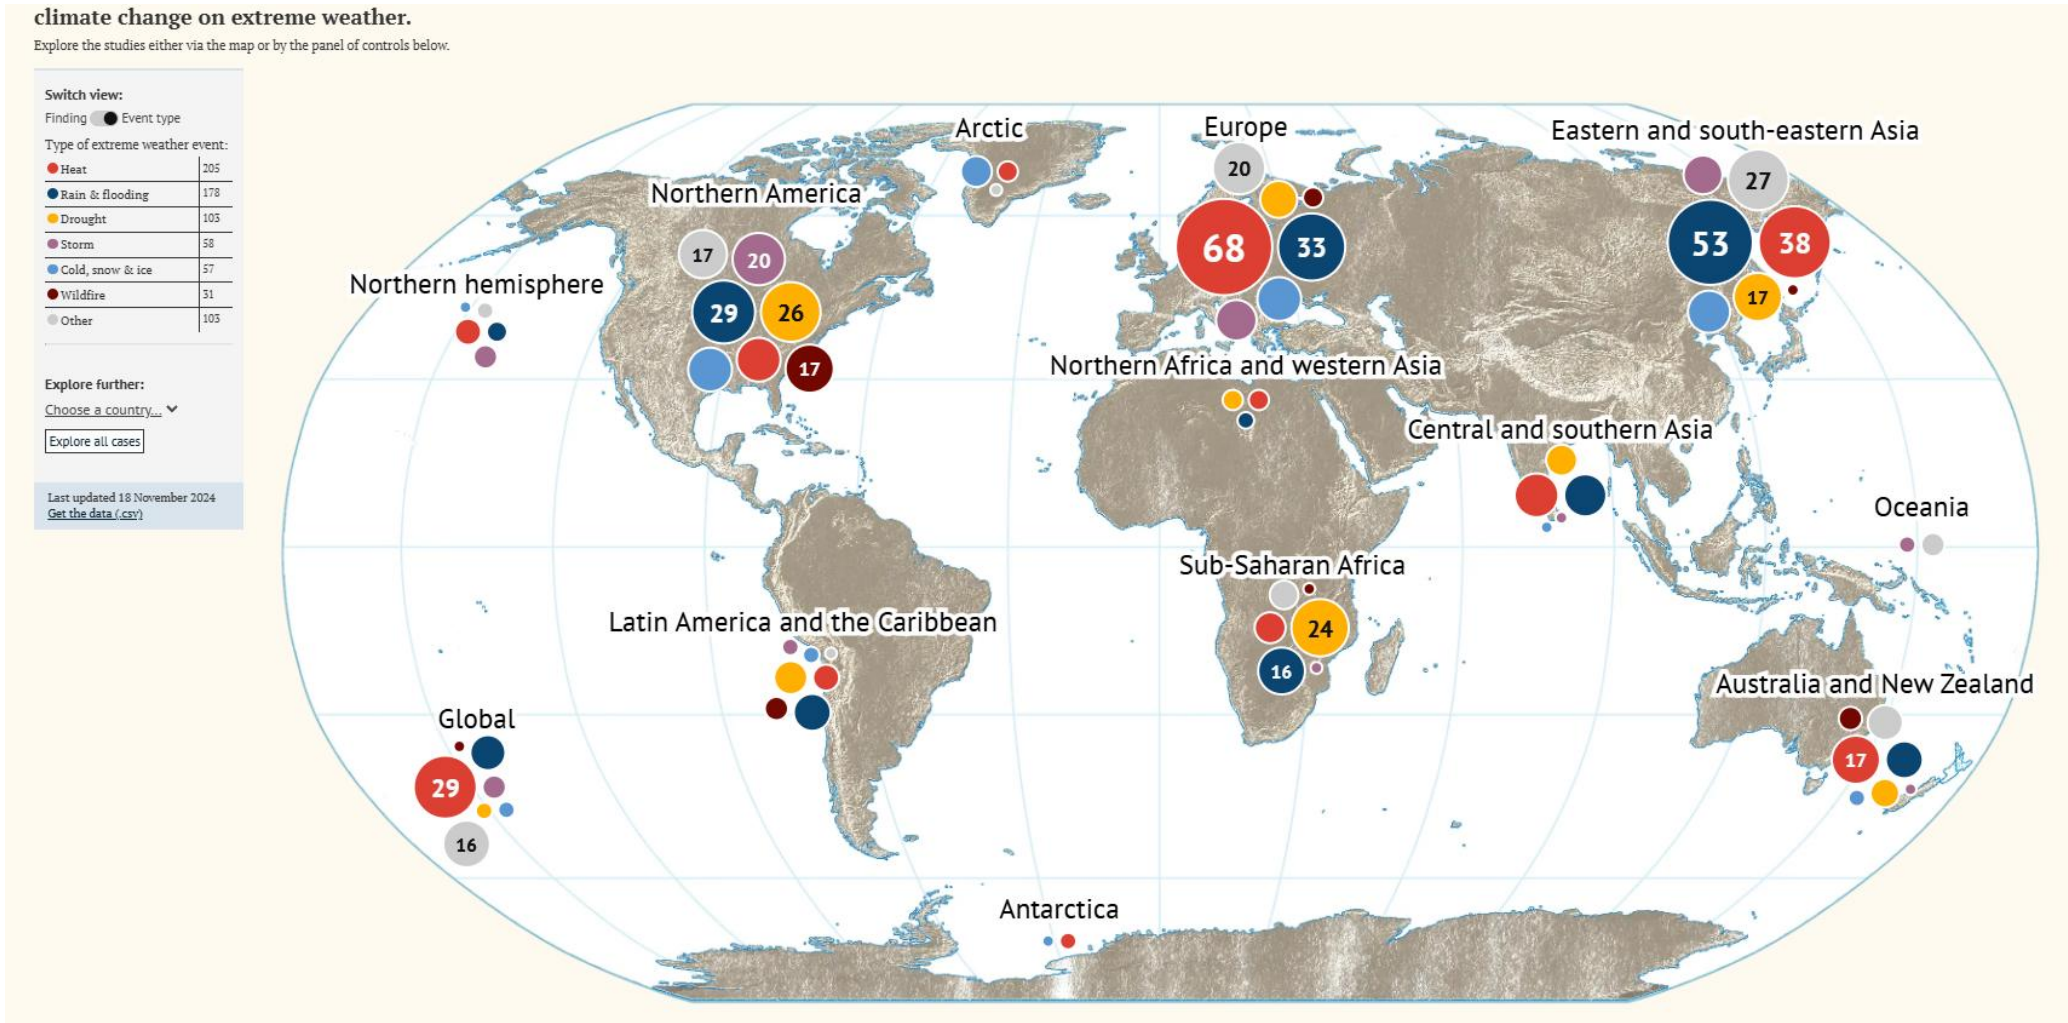 climate change on extreme weather.
Explore the studies either via the map or by the panel of controls below.
Switch view:
Finding Event type
Type of extreme weather event:
Heat 205
Rain & flooding 178
Drought 103
Storm 58
Cold, snow & ice 57
Wildfire 31
Other 103
Explore further:
Choose a country...
Explore all cases
Last updated 18 November 2024
Get the data (.csv)
Arctic
Europe
20
68
33
Eastern and south-eastern Asia
27
53
38
17
Northern America
17
20
29
26
17
Northern hemisphere
Northern Africa and western Asia
Central and southern Asia
Oceania
Sub-Saharan Africa
24
16
Latin America and the Caribbean
Australia and New Zealand
17
Global
29
16
Antarctica